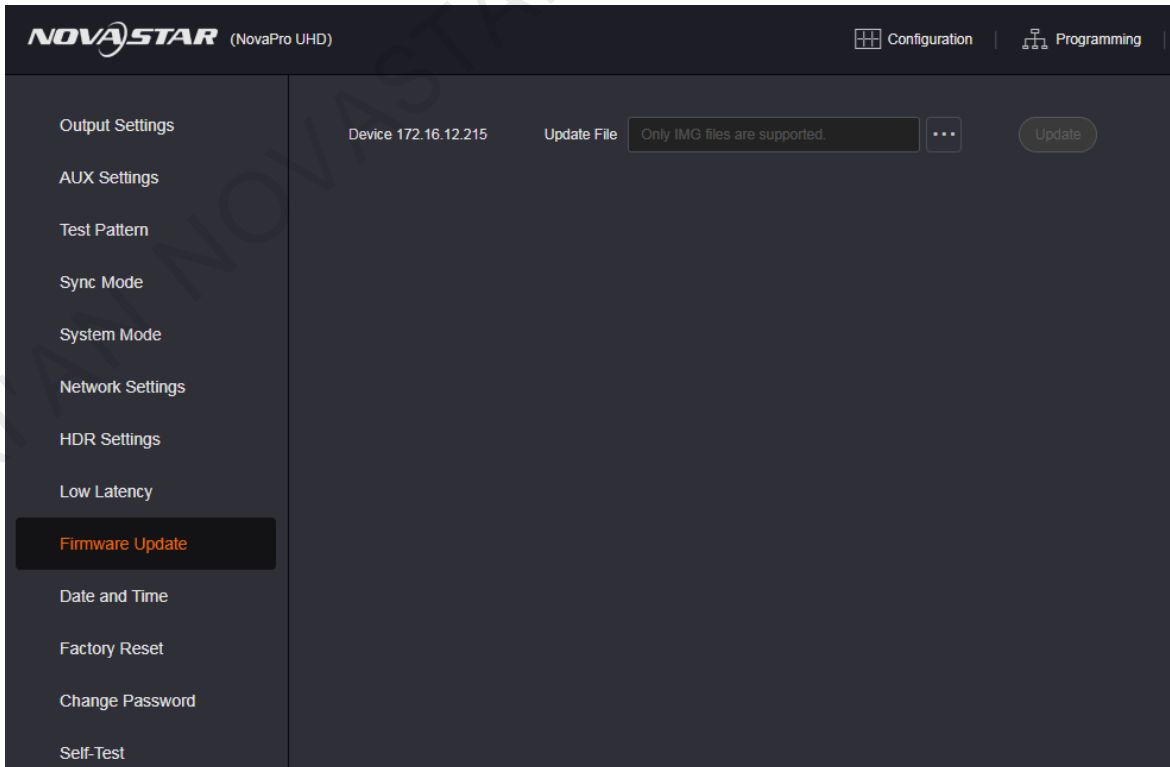 NOVASTAR (NovaPro UHD)
Configuration
Programming
Output Settings
AUX Settings
Test Pattern
Sync Mode
System Mode
Network Settings
HDR Settings
Low Latency
Firmware Update
Date and Time
Factory Reset
Change Password
Self-Test
Device 172.16.12.215 Update File Only IMG files are supported. ... Update